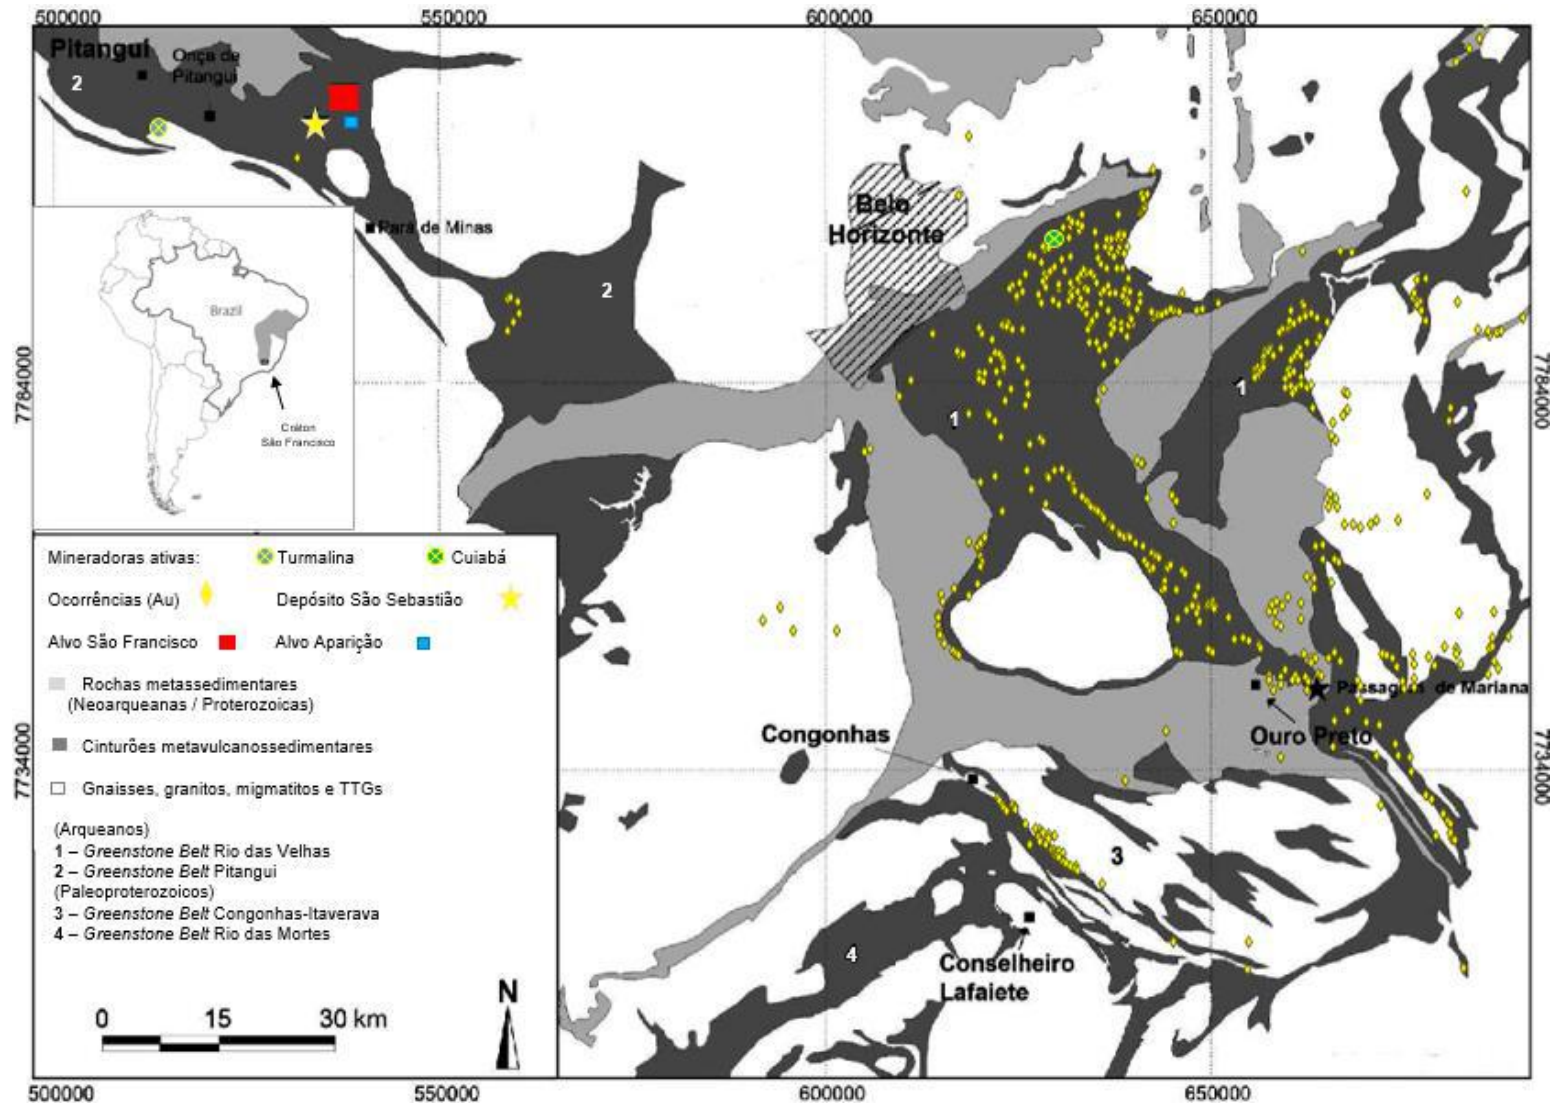 500000 550000 600000 650000
Pitangui
Onça de
Pitangui
2
Pará de Minas
Belo
Horizonte
2
Brazil
Cráton
São Francisco
7784000
7784000
1
1
Mineradoras ativas: Turmalina Cuiabá
Ocorrências (Au) Depósito São Sebastião
Alvo São Francisco Alvo Aparição
Rochas metassedimentares
(Neoarqueanas / Proterozoicas)
Cinturões metavulcanossedimentares
Gnaisses, granitos, migmatitos e TTGs
(Arqueanos)
1 – Greenstone Belt Rio das Velhas
2 – Greenstone Belt Pitangui
(Paleoproterozoicos)
3 – Greenstone Belt Congonhas-Itaverava
4 – Greenstone Belt Rio das Mortes
0 15 30 km
N
Passagem de Mariana
Ouro Preto
Congonhas
7734000
7734000
3
4
Conselheiro
Lafaiete
500000 550000 600000 650000